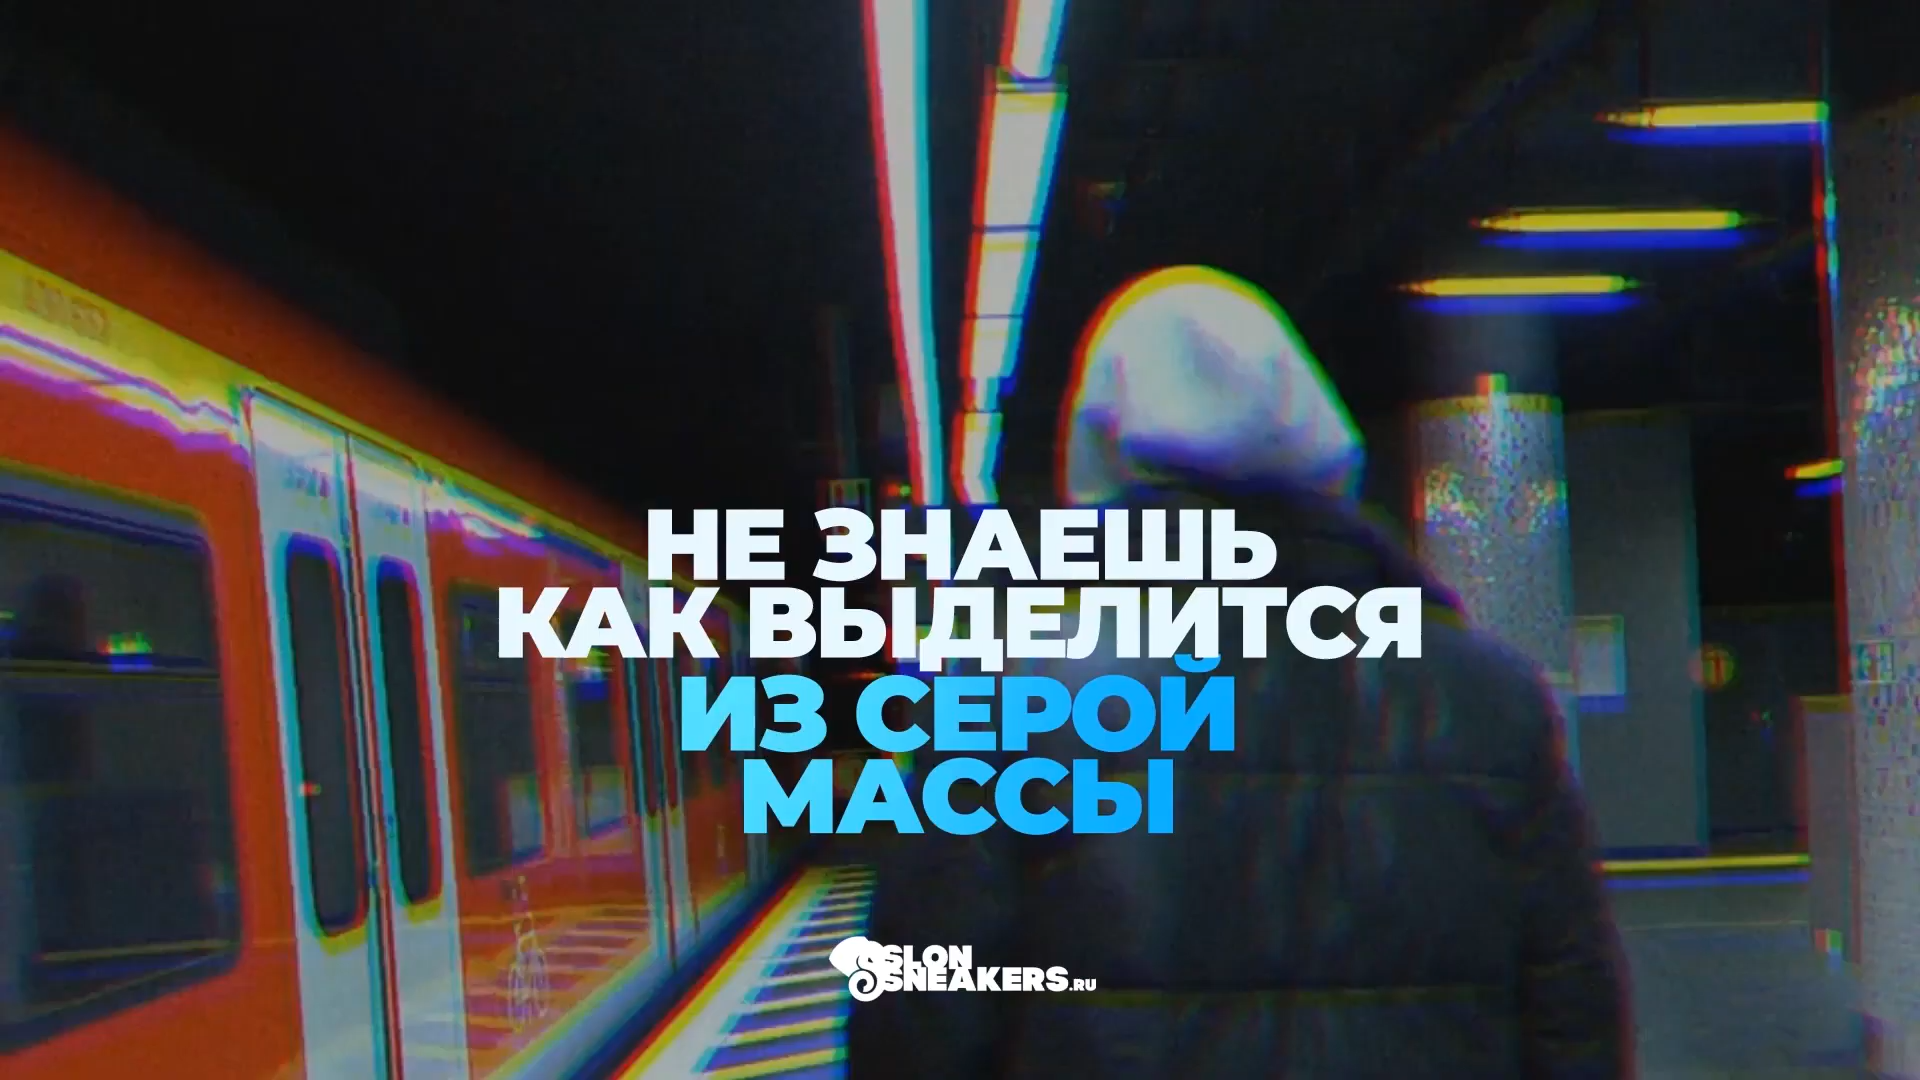 НЕ ЗНАЕШЬ
КАК ВЫДЕЛИТСЯ
ИЗ СЕРОЙ
МАССЫ
SLON
SNEAKERS.RU